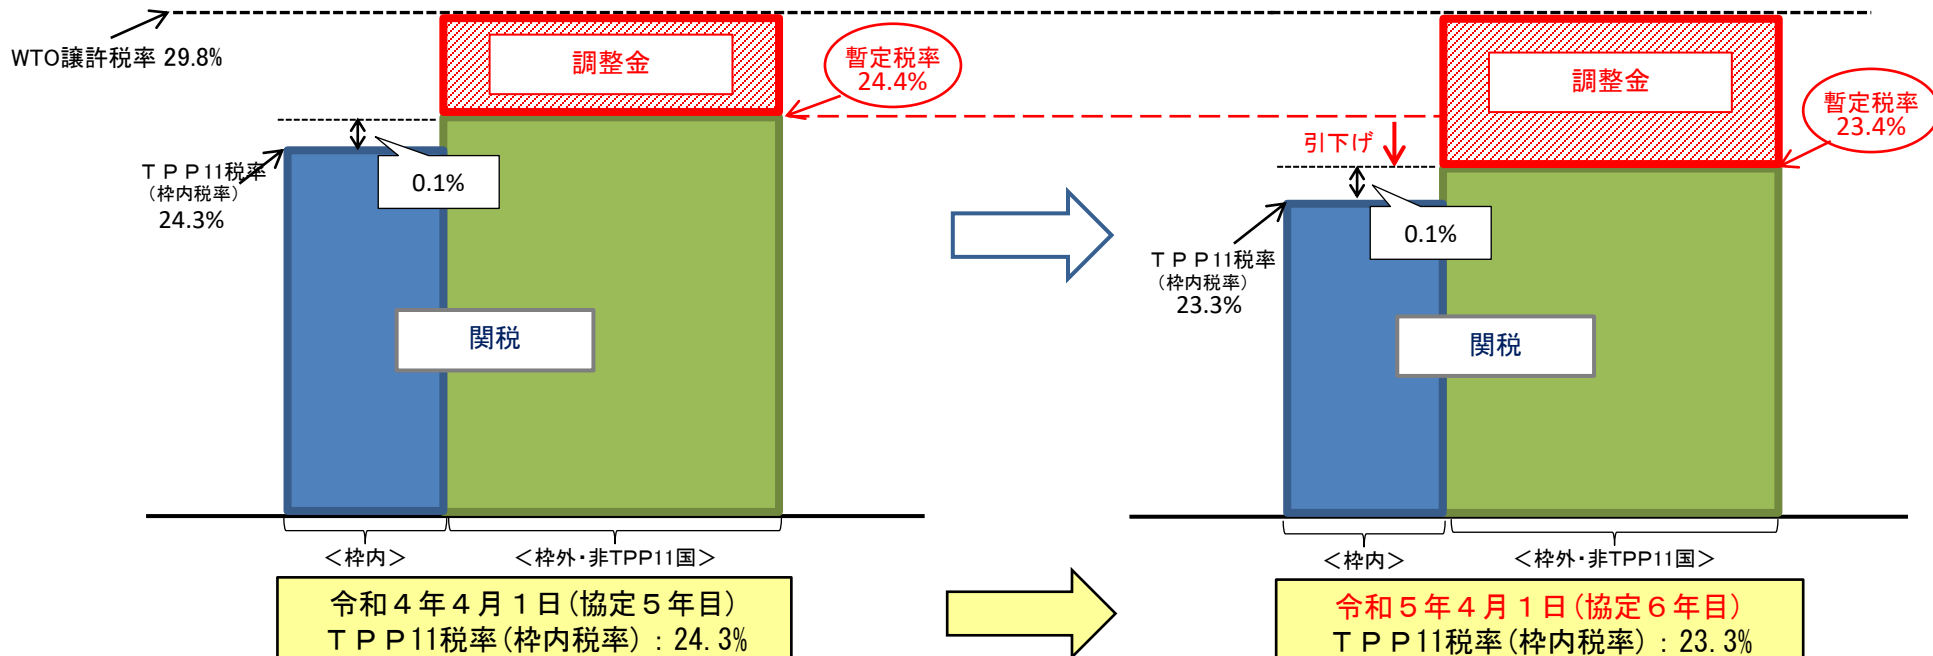 WTO譲許税率 29.8%
調整金
暫定税率
24.4%
ＴＰＰ11税率
（枠内税率）
24.3%
0.1%
関税
＜枠内＞
＜枠外・非TPP11国＞
令和４年４月１日(協定５年目)
ＴＰＰ11税率(枠内税率)：24.3%
調整金
暫定税率
23.4%
引下げ
ＴＰＰ11税率
（枠内税率）
23.3%
0.1%
関税
＜枠内＞
＜枠外・非TPP11国＞
令和５年４月１日(協定６年目)
ＴＰＰ11税率(枠内税率)：23.3%